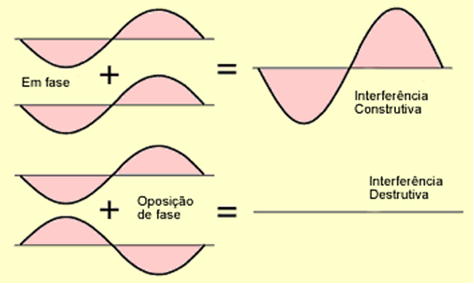 Em fase
+
=
Interferência
Construtiva
+
Oposição
de fase
=
Interferência
Destrutiva